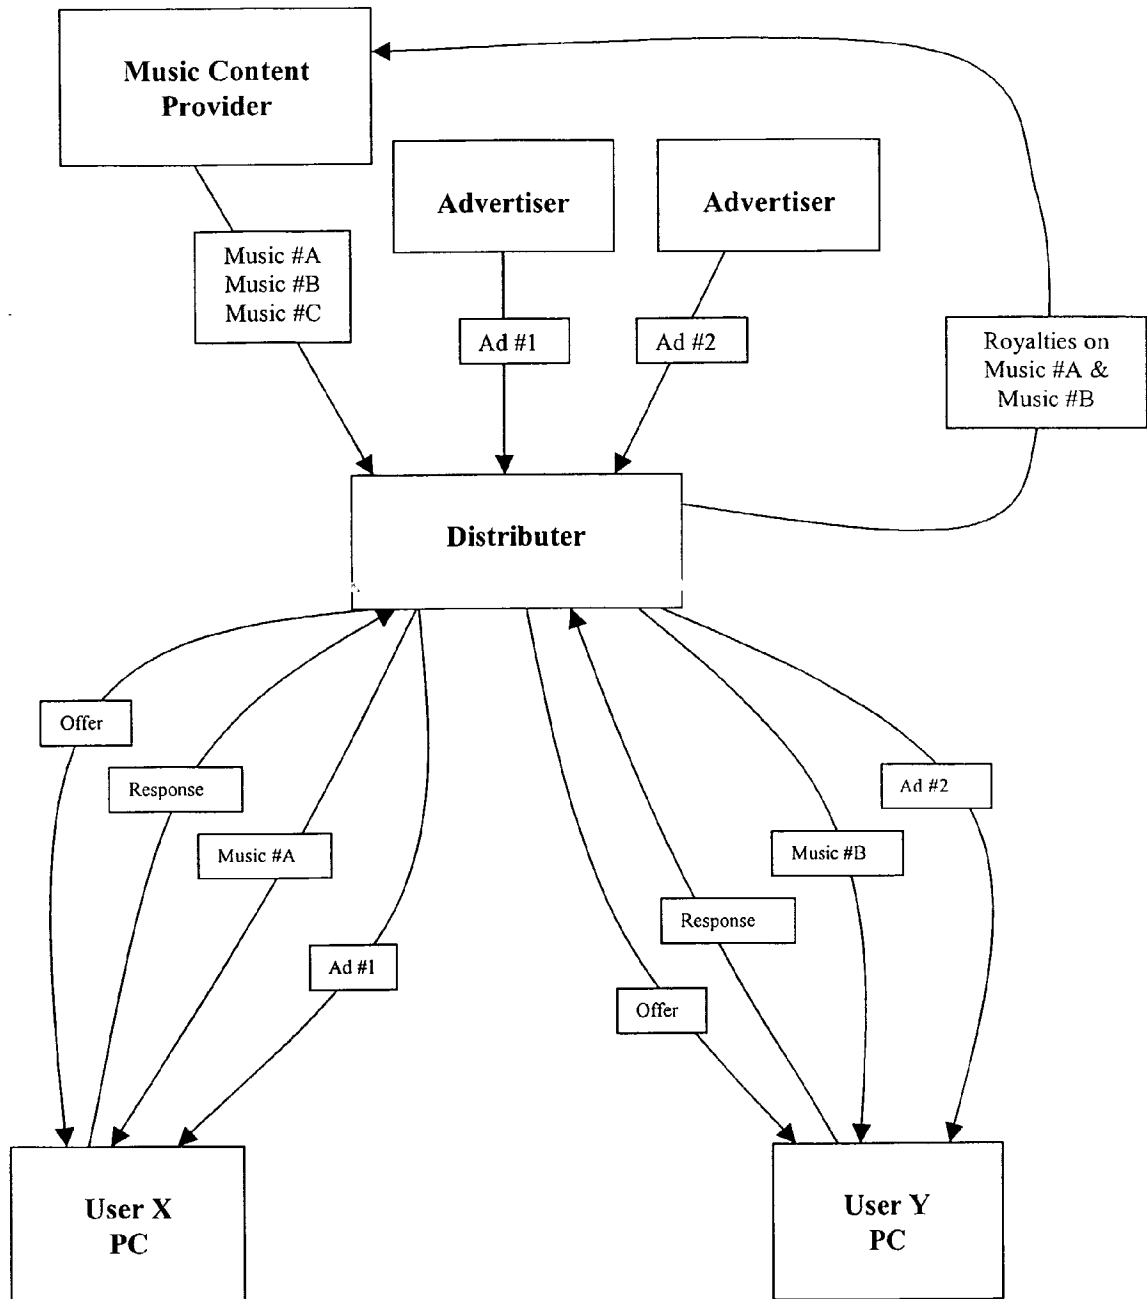 Music Content
Provider
Advertiser
Advertiser
Music #A
Music #B
Music #C
Ad #1
Ad #2
Royalties on
Music #A &
Music #B
Distributer
Offer
Response
Music #A
Ad #1
Ad #2
Music #B
Response
Offer
User X
PC
User Y
PC